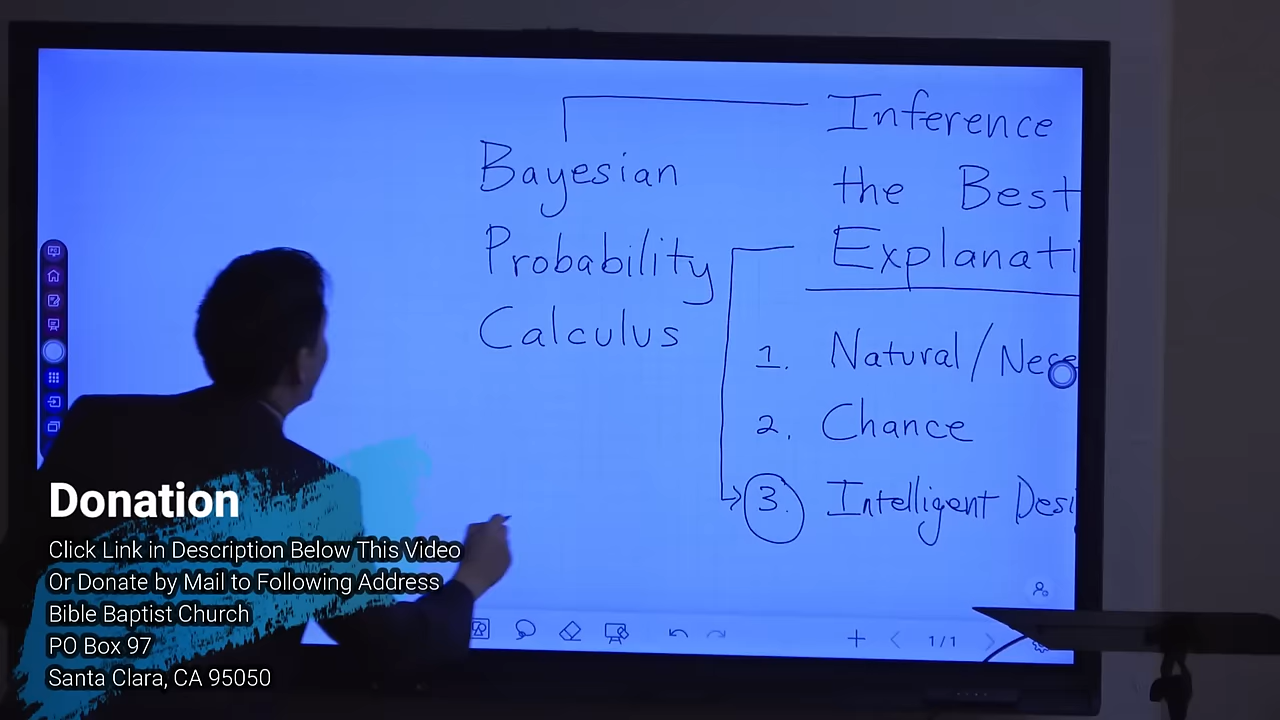 Inference
the Best
Explanati
Bayesian
Probability
Calculus
1. Natural/Nece
2. Chance
3. Intelligent Desi
1/1
Donation
Click Link in Description Below This Video
Or Donate by Mail to Following Address
Bible Baptist Church
PO Box 97
Santa Clara, CA 95050